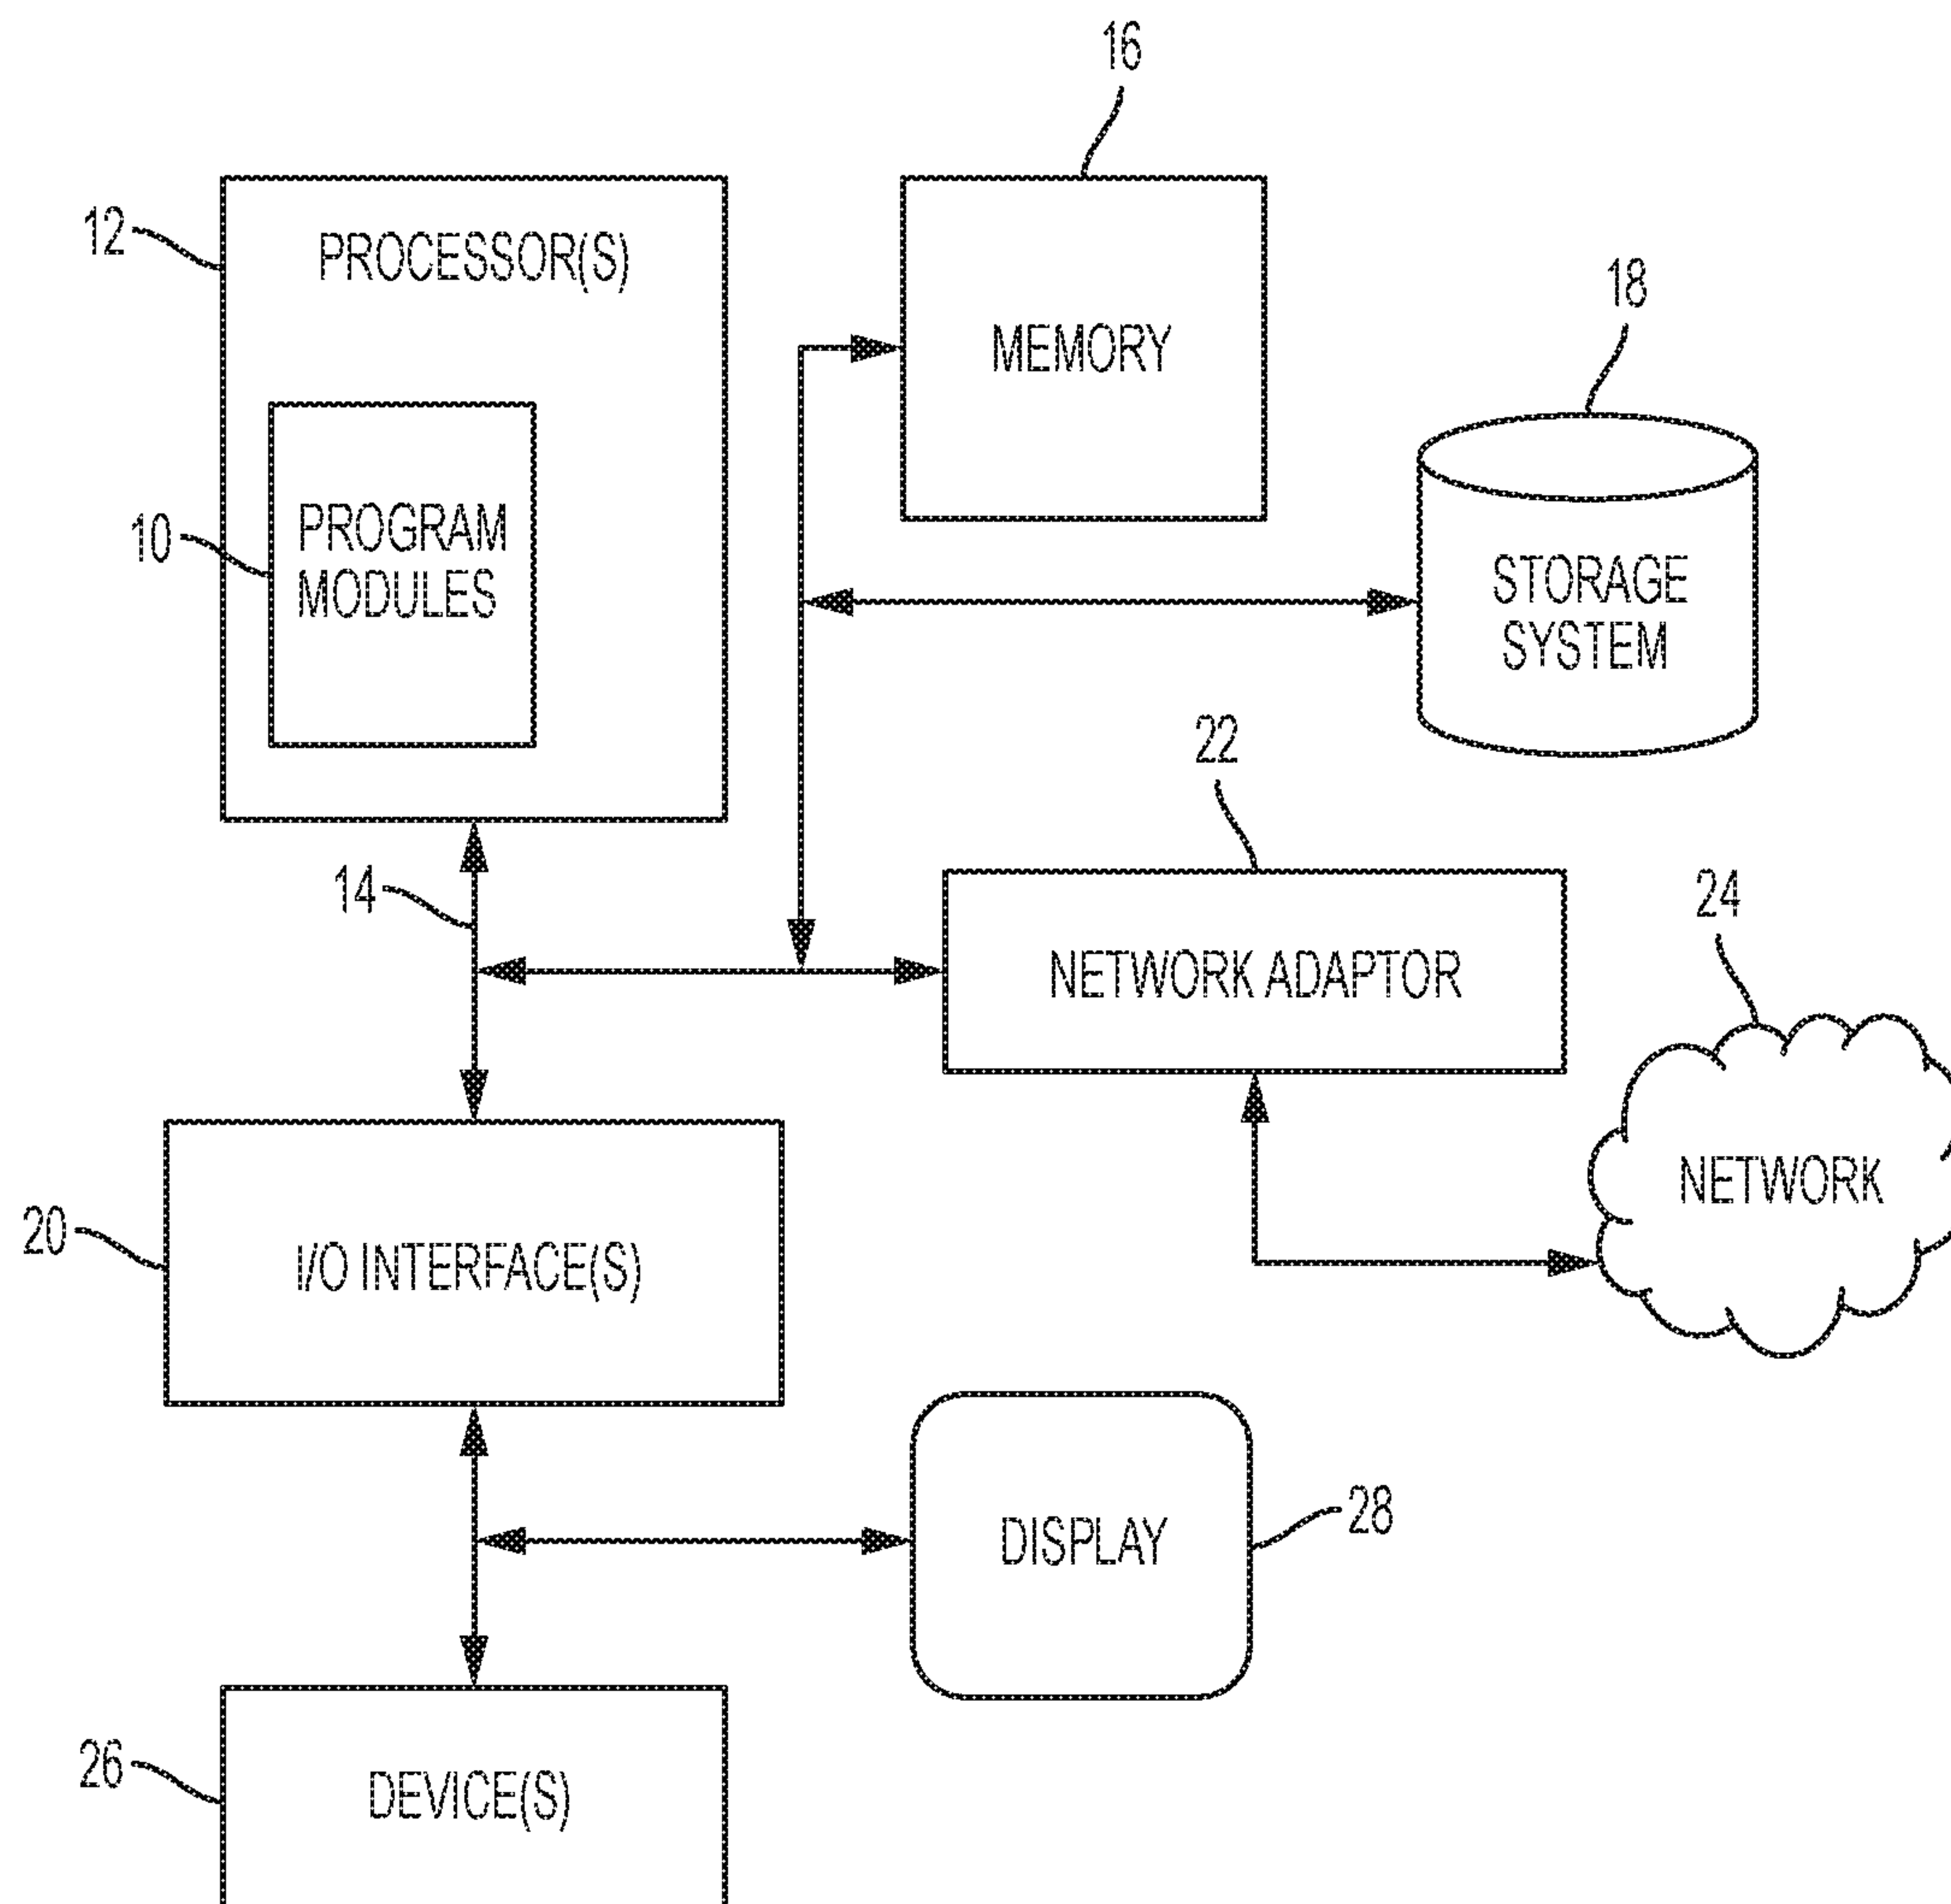 16
12
PROCESSOR(S)
MEMORY
18
10
PROGRAM
MODULES
STORAGE
SYSTEM
22
14
24
NETWORK ADAPTOR
NETWORK
20
I/O INTERFACE(S)
DISPLAY
28
26
DEVICE(S)